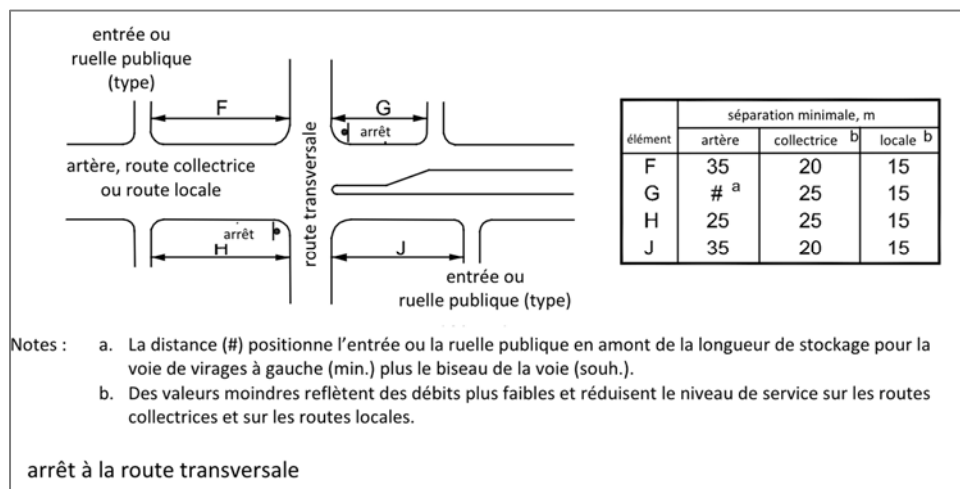 entrée ou
ruelle publique
(type)
F
G
arrêt
artère, route collectrice
ou route locale
route transversale
arrêt
H
J
entrée ou
ruelle publique (type)
séparation minimale, m
élément artère collectrice b locale b
F 35 20 15
G # a 25 15
H 25 25 15
J 35 20 15
Notes : a. La distance (#) positionne l'entrée ou la ruelle publique en amont de la longueur de stockage pour la
voie de virages à gauche (min.) plus le biseau de la voie (souh.).
b. Des valeurs moindres reflètent des débits plus faibles et réduisent le niveau de service sur les routes
collectrices et sur les routes locales.
arrêt à la route transversale